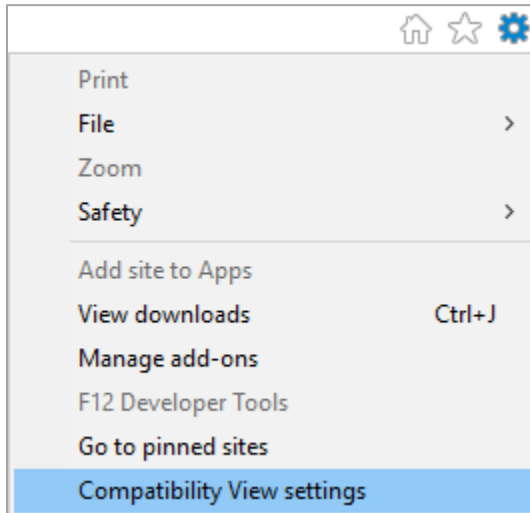 Print
File
Zoom
Safety
Add site to Apps
View downloads Ctrl+J
Manage add-ons
F12 Developer Tools
Go to pinned sites
Compatibility View settings